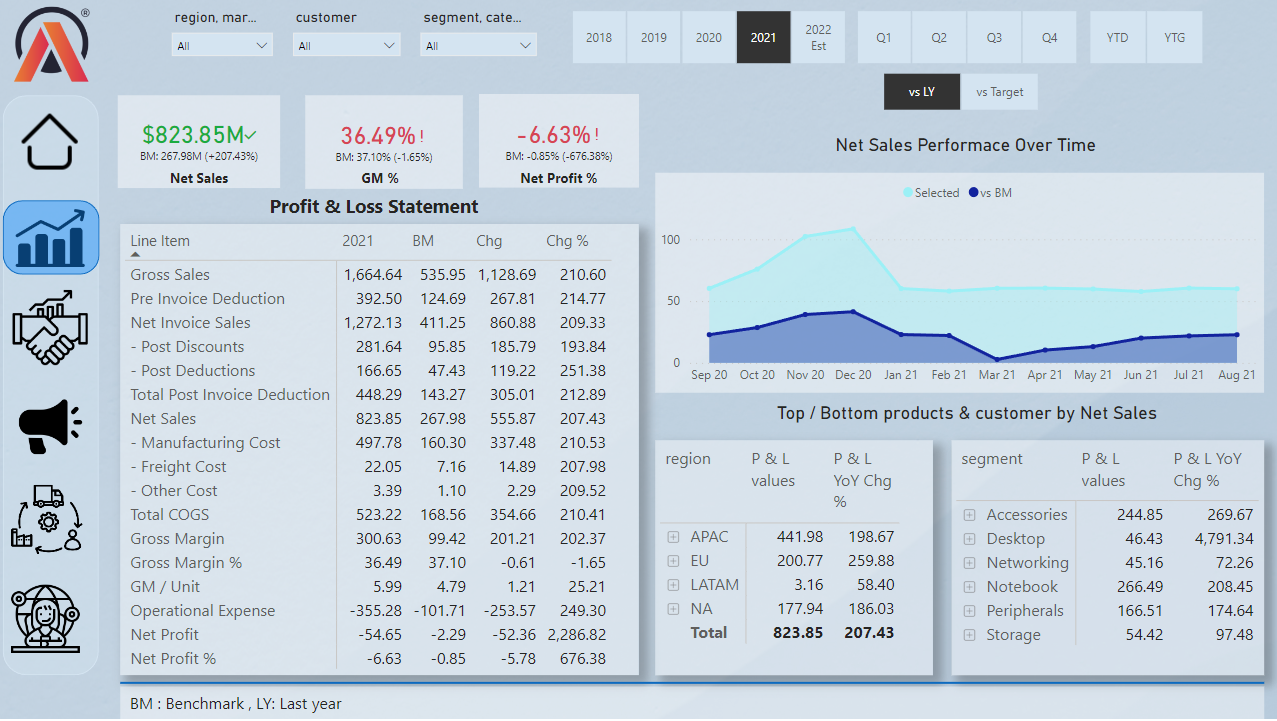 ®
region, mar...
customer
segment, cate...
All
All
All
2018
2019
2020
2021
2022
Est
Q1
Q2
Q3
Q4
YTD
YTG
vs LY
vs Target
$823.85M
BM: 267.98M (+207.43%)
Net Sales
36.49% !
BM: 37.10% (-1.65%)
GM %
-6.63% !
BM: -0.85% (-676.38%)
Net Profit %
Profit & Loss Statement
Line Item 2021 BM Chg Chg %
Gross Sales 1,664.64 535.95 1,128.69 210.60
Pre Invoice Deduction 392.50 124.69 267.81 214.77
Net Invoice Sales 1,272.13 411.25 860.88 209.33
- Post Discounts 281.64 95.85 185.79 193.84
- Post Deductions 166.65 47.43 119.22 251.38
Total Post Invoice Deduction 448.29 143.27 305.01 212.89
Net Sales 823.85 267.98 555.87 207.43
- Manufacturing Cost 497.78 160.30 337.48 210.53
- Freight Cost 22.05 7.16 14.89 207.98
- Other Cost 3.39 1.10 2.29 209.52
Total COGS 523.22 168.56 354.66 210.41
Gross Margin 300.63 99.42 201.21 202.37
Gross Margin % 36.49 37.10 -0.61 -1.65
GM / Unit 5.99 4.79 1.21 25.21
Operational Expense -355.28 -101.71 -253.57 249.30
Net Profit -54.65 -2.29 -52.36 2,286.82
Net Profit % -6.63 -0.85 -5.78 676.38
Net Sales Performace Over Time
Selected vs BM
100
50
0
Sep 20 Oct 20 Nov 20 Dec 20 Jan 21 Feb 21 Mar 21 Apr 21 May 21 Jun 21 Jul 21 Aug 21
Top / Bottom products & customer by Net Sales
region P & L P & L
values YoY Chg
%
APAC 441.98 198.67
EU 200.77 259.88
LATAM 3.16 58.40
NA 177.94 186.03
Total 823.85 207.43
segment P & L P & L YoY
values Chg %
Accessories 244.85 269.67
Desktop 46.43 4,791.34
Networking 45.16 72.26
Notebook 266.49 208.45
Peripherals 166.51 174.64
Storage 54.42 97.48
BM : Benchmark , LY: Last year